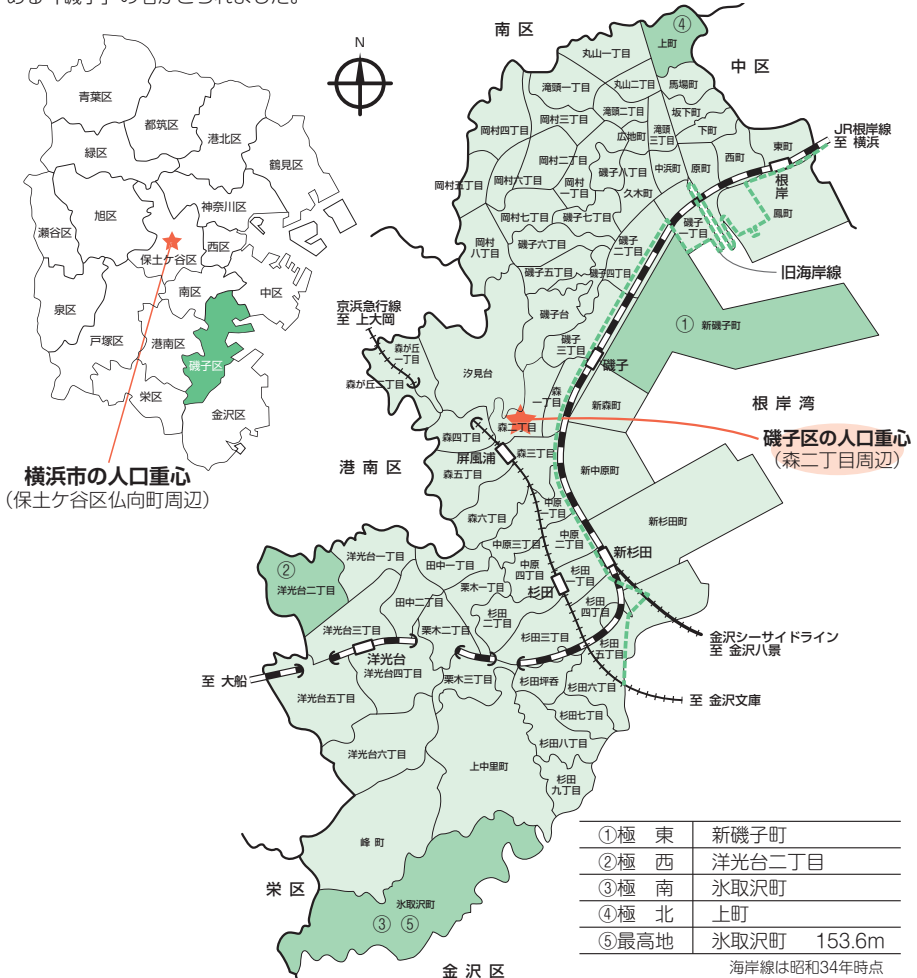 ある「磯子」の名がとられました。
N
青葉区
都筑区
港北区
緑区
鶴見区
神奈川区
旭区
瀬谷区
西区
保土ケ谷区
南区
中区
泉区
戸塚区
港南区
磯子区
栄区
金沢区
横浜市の人口重心
（保土ケ谷区仏向町周辺）
南区
④
上町
中区
丸山一丁目
丸山二丁目
馬場町
滝頭一丁目
滝頭二丁目
坂下町
岡村四丁目
岡村三丁目
広地町
滝頭
三丁目
下町
JR根岸線
至 横浜
東町
西町
原町
中浜町
根岸
岡村二丁目
磯子八丁目
岡村五丁目
岡村六丁目
岡村
一丁目
久木町
鳳町
岡村七丁目
磯子七丁目
磯子
一丁目
岡村
八丁目
磯子六丁目
磯子
二丁目
旧海岸線
磯子五丁目
磯子四丁目
京浜急行線
至 上大岡
磯子台
① 新磯子町
森が丘
一丁目
磯子
三丁目
汐見台
磯子
森が丘二丁目
森
一丁目
新森町
根岸湾
森二丁目
磯子区の人口重心
（森二丁目周辺）
森四丁目
港南区
屏風浦
森三丁目
新中原町
森五丁目
中原
一丁目
森六丁目
新杉田町
中原三丁目
中原
二丁目
新杉田
②
洋光台二丁目
洋光台一丁目
田中一丁目
中原
四丁目
杉田
一丁目
栗木一丁目
杉田
田中二丁目
杉田
二丁目
杉田
四丁目
洋光台三丁目
栗木二丁目
杉田三丁目
杉田
五丁目
金沢シーサイドライン
至 金沢八景
洋光台
洋光台四丁目
至 大船
栗木三丁目
杉田坪呑
杉田六丁目
至 金沢文庫
洋光台五丁目
杉田七丁目
洋光台六丁目
杉田八丁目
上中里町
杉田
九丁目
峰町
栄区
氷取沢町
③ ⑤
金沢区
①極 東 新磯子町
②極 西 洋光台二丁目
③極 南 氷取沢町
④極 北 上町
⑤最高地 氷取沢町 153.6m
海岸線は昭和34年時点